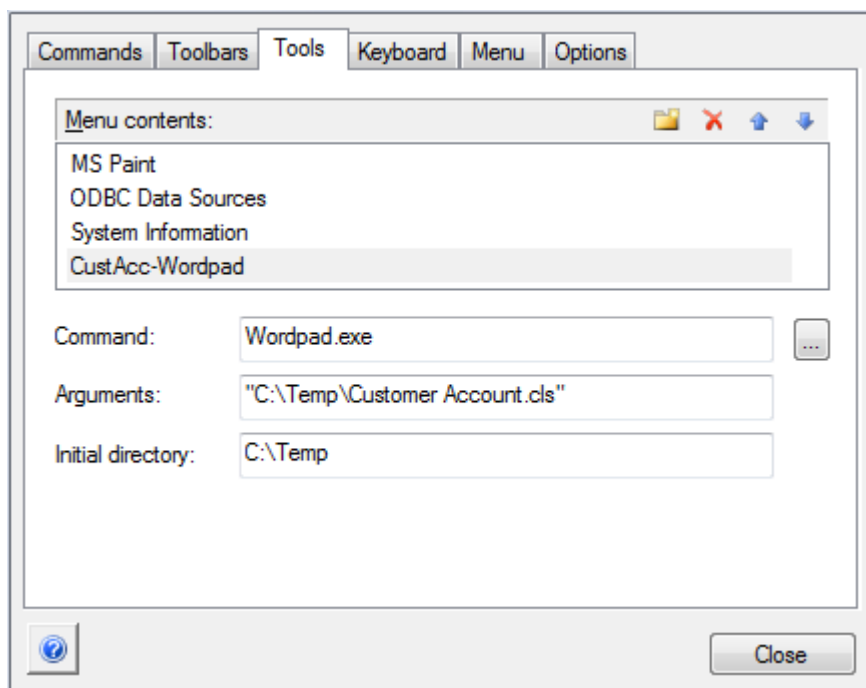 Commands Toolbars Tools Keyboard Menu Options
Menu contents:
MS Paint
ODBC Data Sources
System Information
CustAcc-Wordpad
Command: Wordpad.exe ...
Arguments: "C:\Temp\Customer Account.cls"
Initial directory: C:\Temp
Close